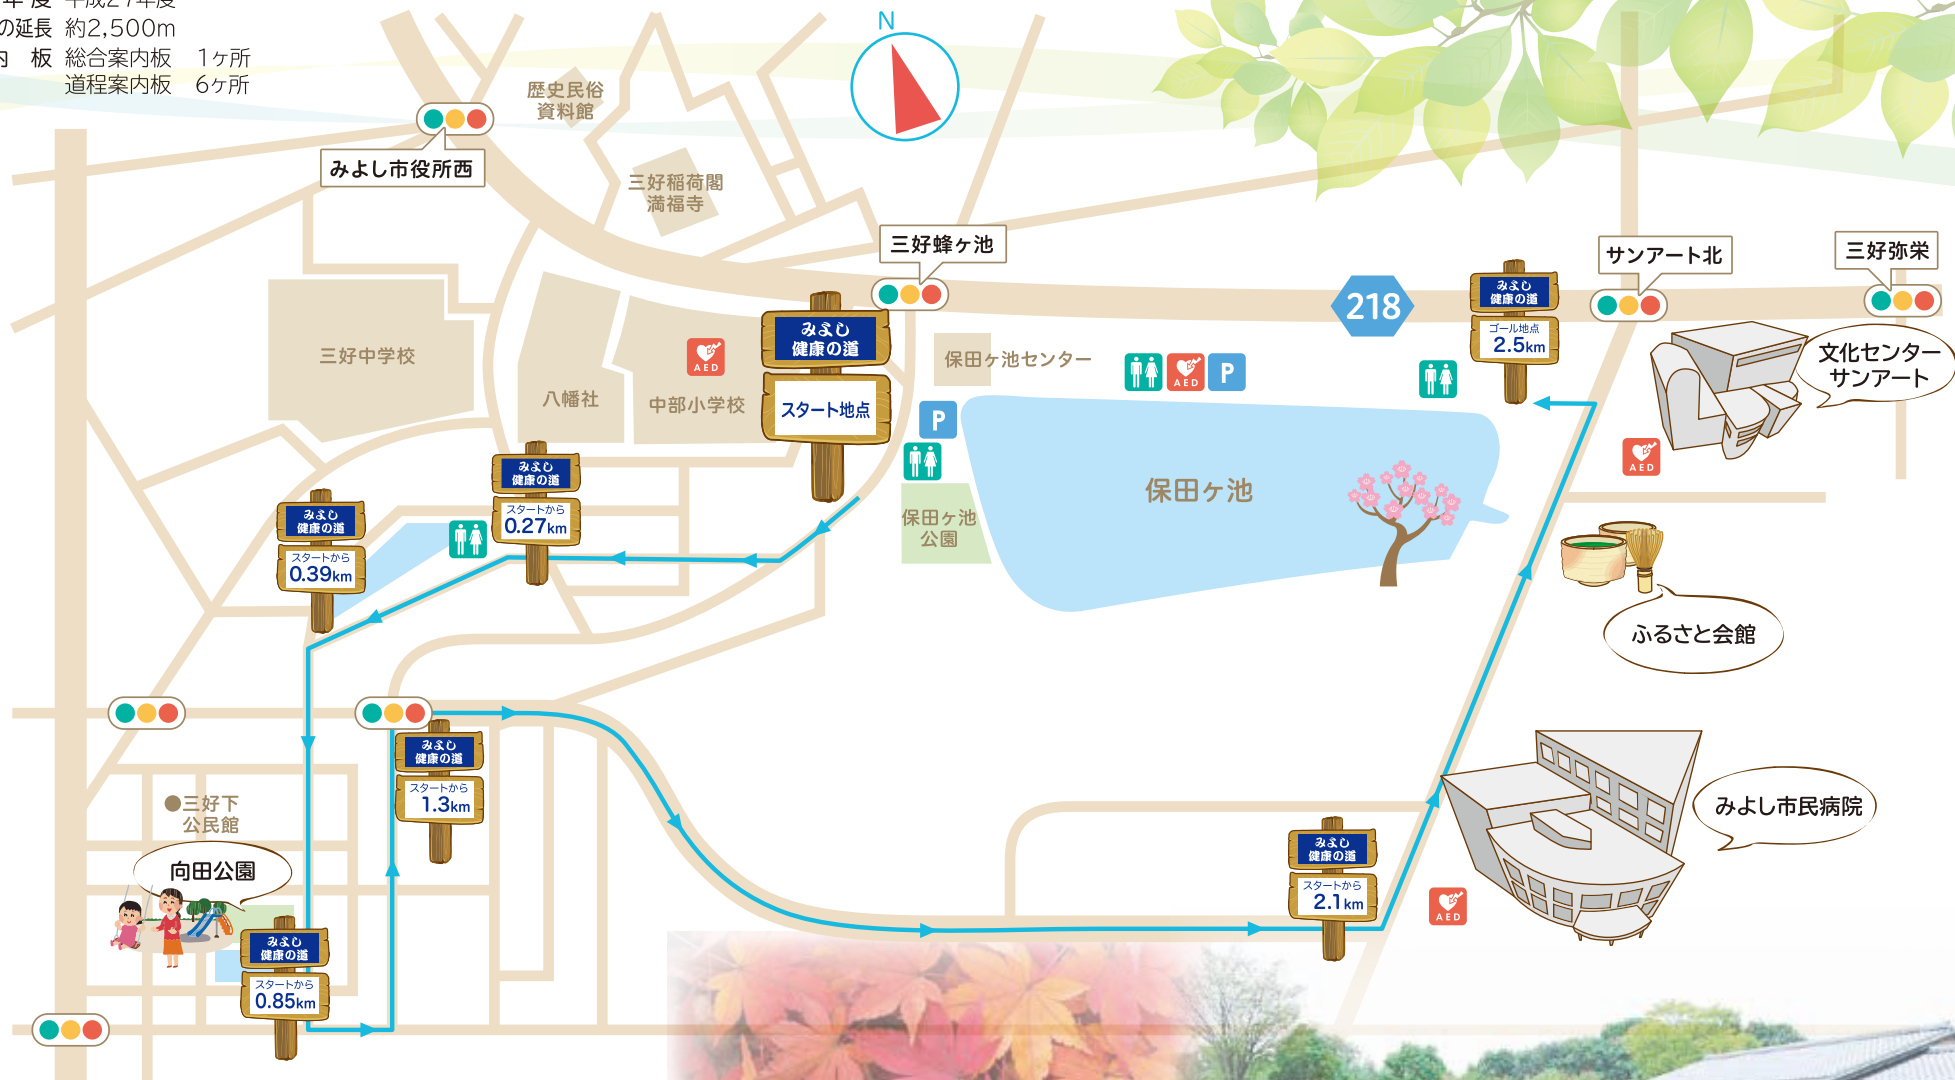 年度 平成27年度
の延長 約2,500m
内板 総合案内板 1ヶ所
道程案内板 6ヶ所
N
歴史民俗
資料館
みよし市役所西
三好稲荷閣
満福寺
三好蜂ヶ池
218
サンアート北
三好弥栄
みよし
健康の道
ゴール地点
2.5km
文化センター
サンアート
三好中学校
八幡社
中部小学校
AED
みよし
健康の道
スタート地点
保田ヶ池センター
AED
P
P
AED
保田ヶ池
保田ヶ池
公園
みよし
健康の道
スタートから
0.27km
みよし
健康の道
スタートから
0.39km
ふるさと会館
みよし
健康の道
スタートから
1.3km
三好下
公民館
向田公園
みよし
健康の道
スタートから
0.85km
みよし
健康の道
スタートから
2.1km
AED
みよし市民病院